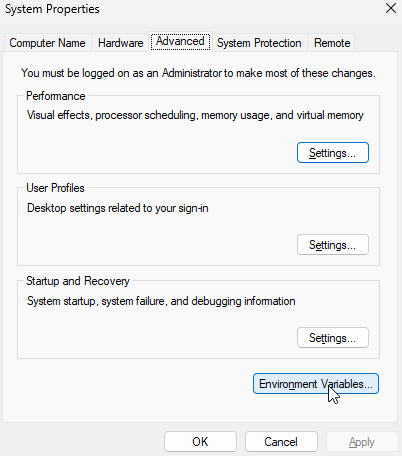 System Properties
Computer Name Hardware Advanced System Protection Remote
You must be logged on as an Administrator to make most of these changes.
Performance
Visual effects, processor scheduling, memory usage, and virtual memory
Settings...
User Profiles
Desktop settings related to your sign-in
Settings...
Startup and Recovery
System startup, system failure, and debugging information
Settings...
Environment Variables...
OK Cancel Apply